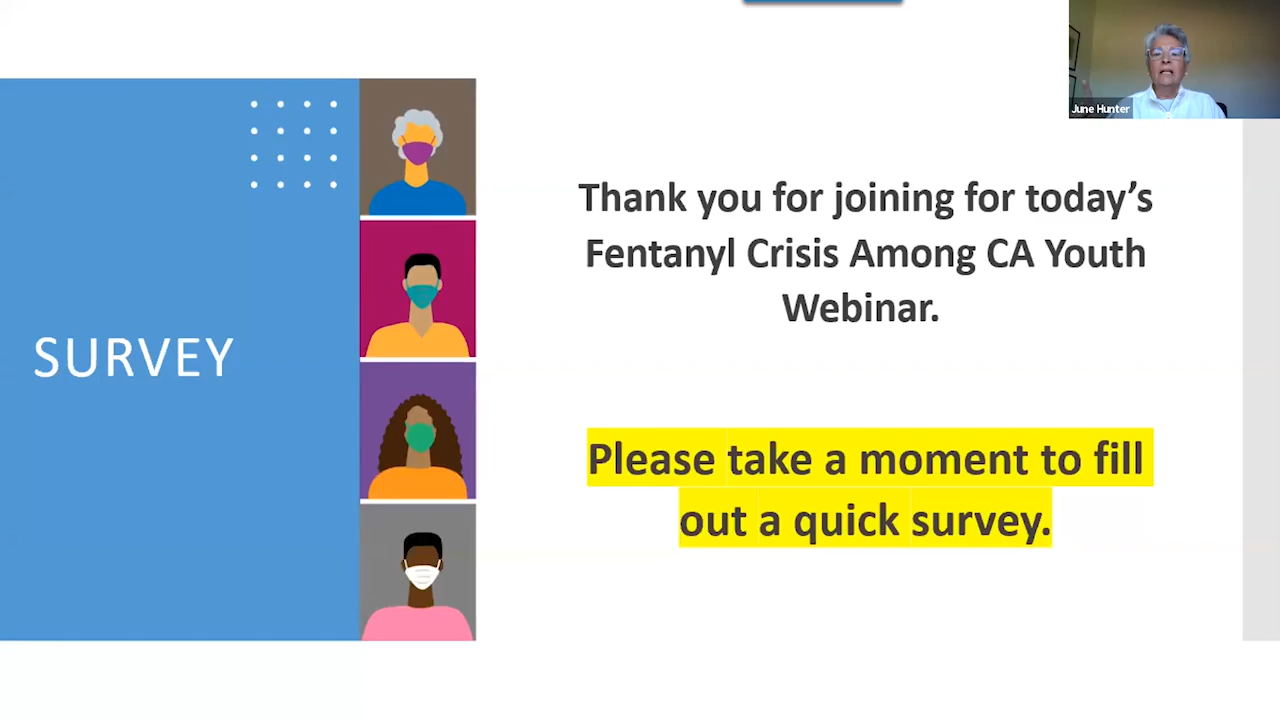 June Hunter
SURVEY
Thank you for joining for today’s
Fentanyl Crisis Among CA Youth
Webinar.
Please take a moment to fill
out a quick survey.